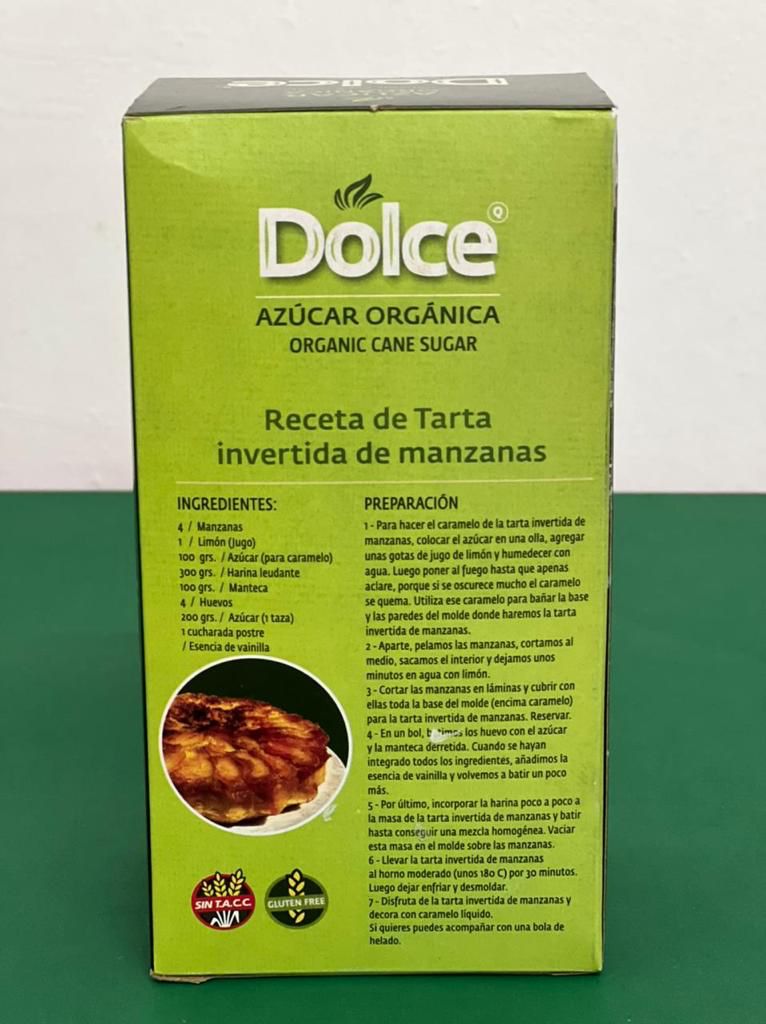 Dolce
AZÚCAR ORGÁNICA
ORGANIC CANE SUGAR
Receta de Tarta
invertida de manzanas
INGREDIENTES:
4 / Manzanas
1 / Limón (Jugo)
100 grs. / Azúcar (para caramelo)
300 grs. / Harina leudante
100 grs. / Manteca
4 / Huevos
200 grs. / Azúcar (1 taza)
1 cucharada postre
/ Esencia de vainilla
SIN T.A.C.C.
GLUTEN FREE
PREPARACIÓN
1 - Para hacer el caramelo de la tarta invertida de
manzanas, colocar el azúcar en una olla, agregar
unas gotas de jugo de limón y humedecer con
agua. Luego poner al fuego hasta que apenas
aclare, porque si se oscurece mucho el caramelo
se quema. Utiliza ese caramelo para bañar la base
y las paredes del molde donde haremos la tarta
invertida de manzanas.
2 - Aparte, pelamos las manzanas, cortamos al
medio, sacamos el interior y dejamos unos
minutos en agua con limón.
3 - Cortar las manzanas en láminas y cubrir con
ellas toda la base del molde (encima caramelo)
para la tarta invertida de manzanas. Reservar.
4 - En un bol, batimos los huevo con el azúcar
y la manteca derretida. Cuando se hayan
integrado todos los ingredientes, añadimos la
esencia de vainilla y volvemos a batir un poco
más.
5 - Por último, incorporar la harina poco a poco a
la masa de la tarta invertida de manzanas y batir
hasta conseguir una mezcla homogénea. Vaciar
esta masa en el molde sobre las manzanas.
6 - Llevar la tarta invertida de manzanas
al horno moderado (unos 180 C) por 30 minutos.
Luego dejar enfriar y desmoldar.
7 - Disfruta de la tarta invertida de manzanas y
decora con caramelo líquido.
Si quieres puedes acompañar con una bola de
helado.